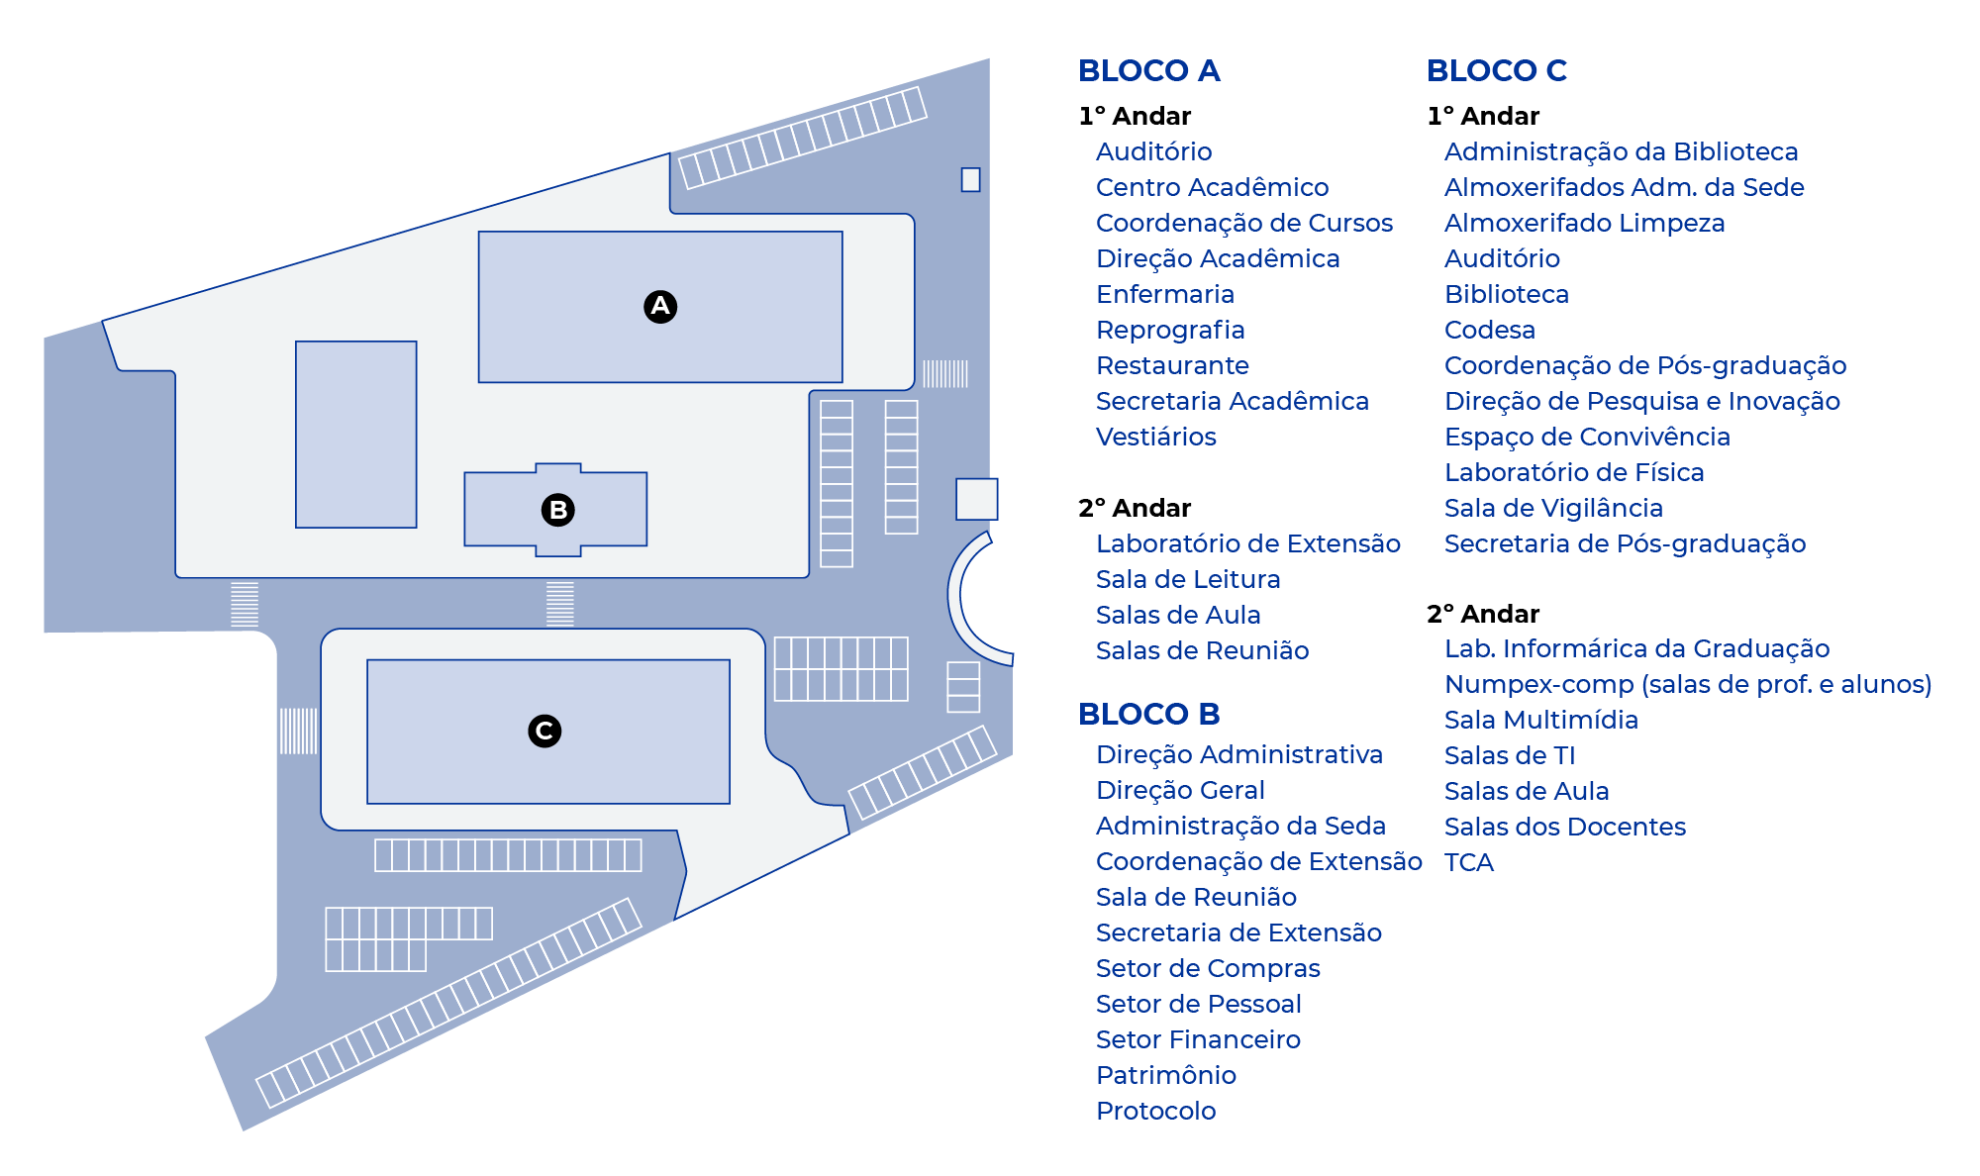 A
B
C
BLOCO A
1º Andar
Auditório
Centro Acadêmico
Coordenação de Cursos
Direção Acadêmica
Enfermaria
Reprografia
Restaurante
Secretaria Acadêmica
Vestiários
2º Andar
Laboratório de Extensão
Sala de Leitura
Salas de Aula
Salas de Reunião
BLOCO B
Direção Administrativa
Direção Geral
Administração da Seda
Coordenação de Extensão
Sala de Reunião
Secretaria de Extensão
Setor de Compras
Setor de Pessoal
Setor Financeiro
Patrimônio
Protocolo
BLOCO C
1º Andar
Administração da Biblioteca
Almoxerifados Adm. da Sede
Almoxerifado Limpeza
Auditório
Biblioteca
Codesa
Coordenação de Pós-graduação
Direção de Pesquisa e Inovação
Espaço de Convivência
Laboratório de Física
Sala de Vigilância
Secretaria de Pós-graduação
2º Andar
Lab. Informárica da Graduação
Numpex-comp (salas de prof. e alunos)
Sala Multimídia
Salas de TI
Salas de Aula
Salas dos Docentes
TCA